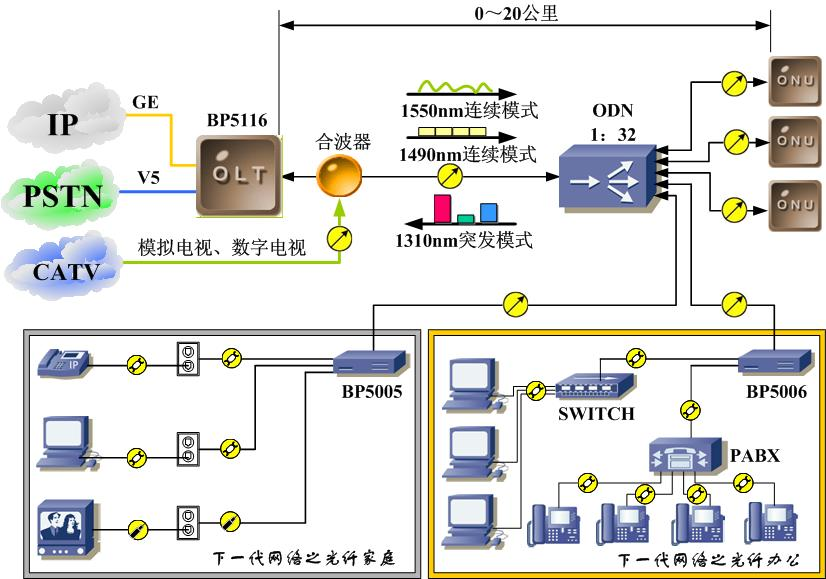 0～20公里
ONU
IP
GE
BP5116
OLT
合波器
1550nm连续模式
1490nm连续模式
ODN
1：32
ONU
PSTN
V5
1310nm突发模式
ONU
CATV
模拟电视、数字电视
IP
BP5005
SWITCH
BP5006
PABX
下一代网络之光纤家庭
下一代网络之光纤办公